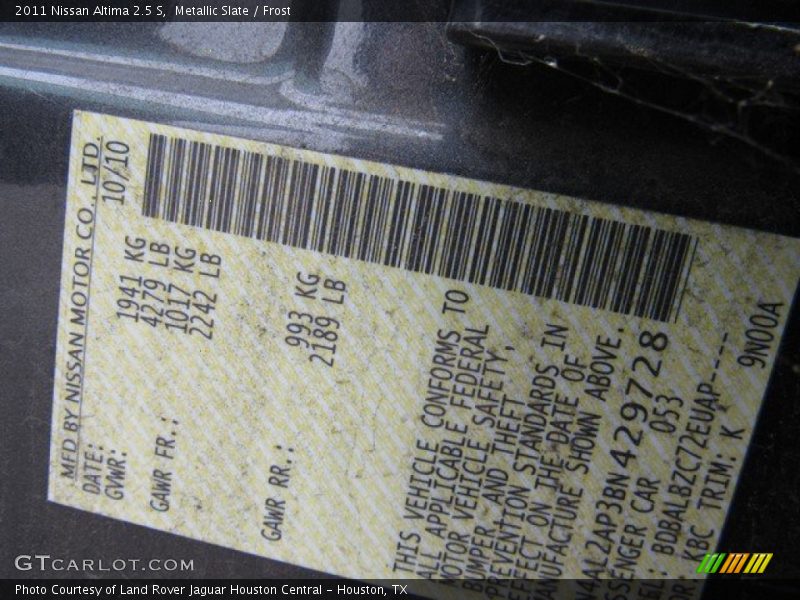 2011 Nissan Altima 2.5 S, Metallic Slate / Frost
MFD BY NISSAN MOTOR CO., LTD.
DATE: 10/10
GVWR: 1941 KG
4279 LB
GAWR FR.: 1017 KG
2242 LB
GAWR RR.: 993 KG
2189 LB
THIS VEHICLE CONFORMS TO
ALL APPLICABLE FEDERAL
MOTOR VEHICLE SAFETY,
BUMPER AND THEFT
PREVENTION STANDARDS IN
EFFECT ON THE DATE OF
MANUFACTURE SHOWN ABOVE.
N4AL2AP3BN429728
SSENGER CAR 053
EL: BDBALBZC72EUAP----
OR: KBC TRIM: K 9N00A
GTCARLOT.COM
Photo Courtesy of Land Rover Jaguar Houston Central – Houston, TX